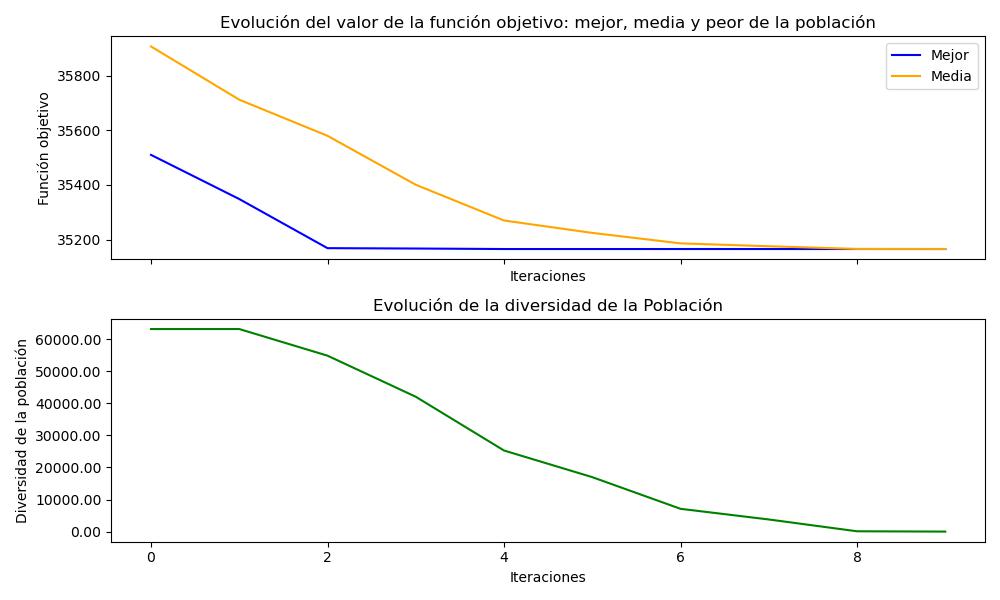 Evolución del valor de la función objetivo: mejor, media y peor de la población
Función objetivo
35800
35600
35400
35200
Mejor
Media
Iteraciones
Evolución de la diversidad de la Población
Diversidad de la población
60000.00
50000.00
40000.00
30000.00
20000.00
10000.00
0.00
0 2 4 6 8
Iteraciones